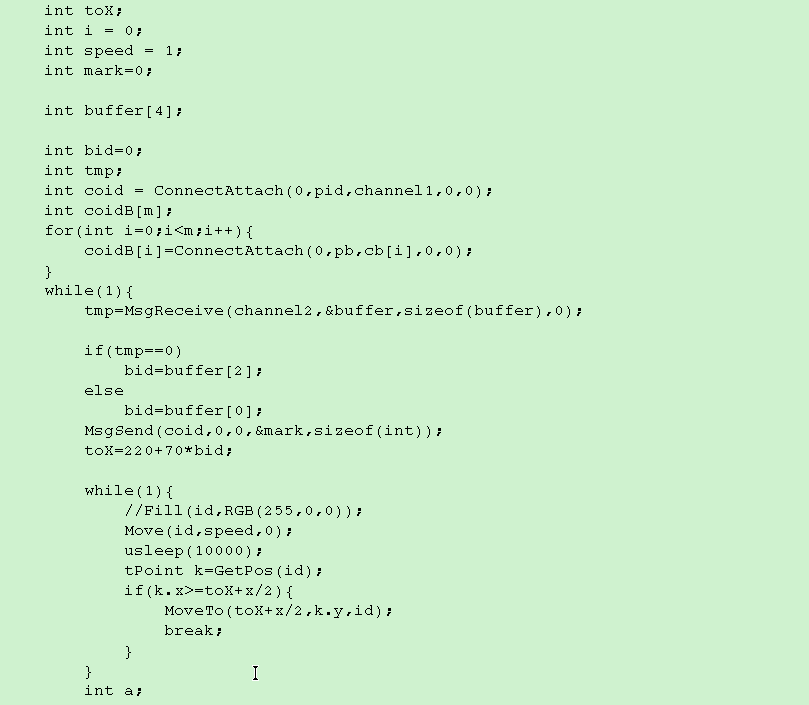 int toX;
int i = 0;
int speed = 1;
int mark=0;
int buffer[4];
int bid=0;
int tmp;
int coid = ConnectAttach(0,pid,channel1,0,0);
int coidB[m];
for(int i=0;i<m;i++){
coidB[i]=ConnectAttach(0,pb,cb[i],0,0);
}
while(1){
tmp=MsgReceive(channel2,&buffer,sizeof(buffer),0);
if(tmp==0)
bid=buffer[2];
else
bid=buffer[0];
MsgSend(coid,0,0,&mark,sizeof(int));
toX=220+70*bid;
while(1){
//Fill(id,RGB(255,0,0));
Move(id,speed,0);
usleep(10000);
tPoint k=GetPos(id);
if(k.x>=toX+x/2){
MoveTo(toX+x/2,k.y,id);
break;
}
}
int a;